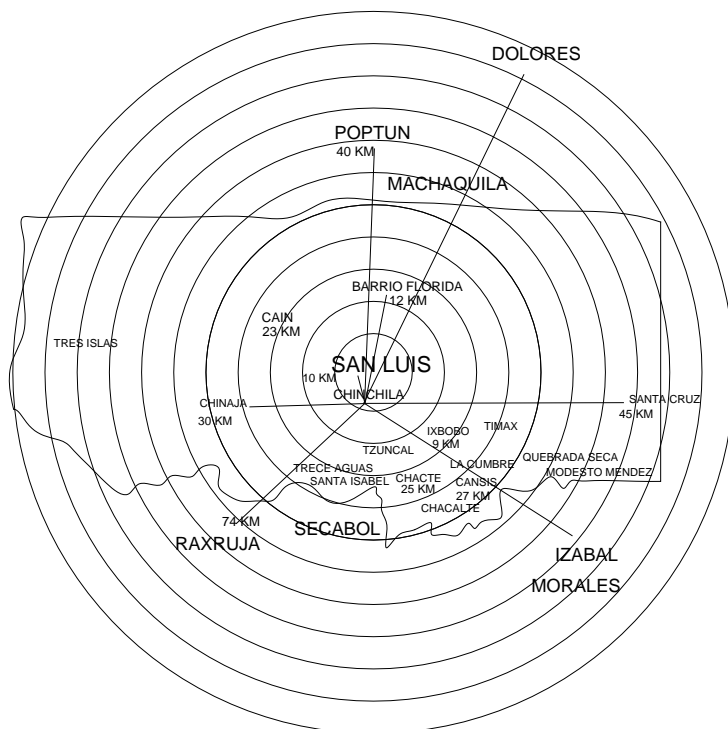 DOLORES
POPTUN
40 KM
MACHAQUILA
BARRIO FLORIDA
12 KM
CAIN
23 KM
TRES ISLAS
SAN LUIS
10 KM
CHINCHILA
CHINAJA
30 KM
SANTA CRUZ
45 KM
IXBOBO
9 KM
TIMAX
TZUNCAL
LA CUMBRE
QUEBRADA SECA
MODESTO MENDEZ
TRECE AGUAS
SANTA ISABEL
CHACTE
25 KM
CANSIS
27 KM
CHACALTE
74 KM
RAXRUJA
SECABOL
IZABAL
MORALES